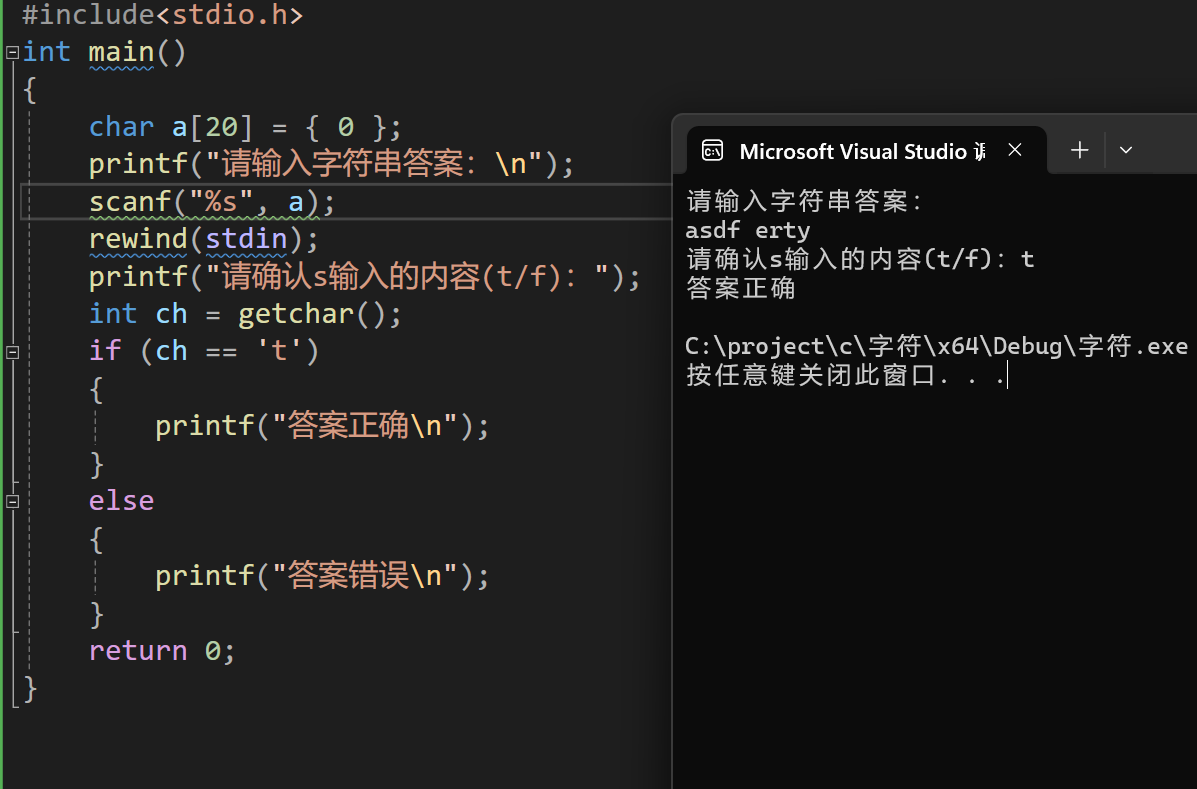 #include<stdio.h>
int main()
{
char a[20] = { 0 };
printf("请输入字符串答案：\n");
scanf("%s", a);
rewind(stdin);
printf("请确认s输入的内容(t/f)：");
int ch = getchar();
if (ch == 't')
{
printf("答案正确\n");
}
else
{
printf("答案错误\n");
}
return 0;
}
Microsoft Visual Studio
请输入字符串答案：
asdf erty
请确认s输入的内容(t/f)：t
答案正确
C:\project\c\字符\x64\Debug\字符.exe
按任意键关闭此窗口. . .